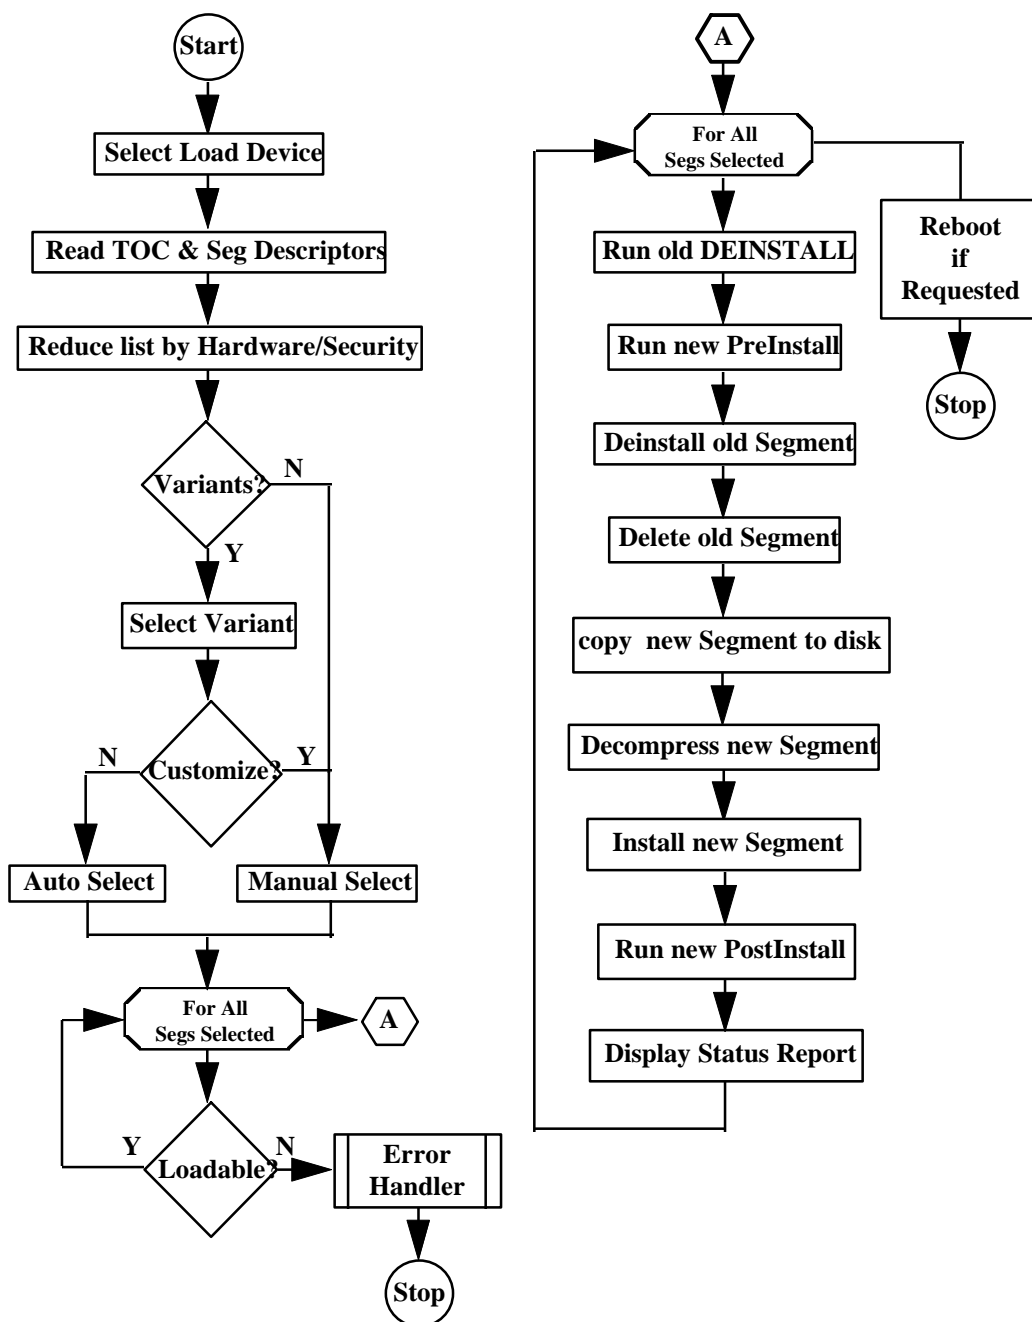 Start
Select Load Device
Read TOC & Seg Descriptors
Reduce list by Hardware/Security
Variants?
N
Y
Select Variant
N
Customize?
Y
Auto Select
Manual Select
For All
Segs Selected
A
Y
Loadable?
N
Error
Handler
Stop
A
For All
Segs Selected
Run old DEINSTALL
Run new PreInstall
Deinstall old Segment
Delete old Segment
copy new Segment to disk
Decompress new Segment
Install new Segment
Run new PostInstall
Display Status Report
Reboot
if
Requested
Stop